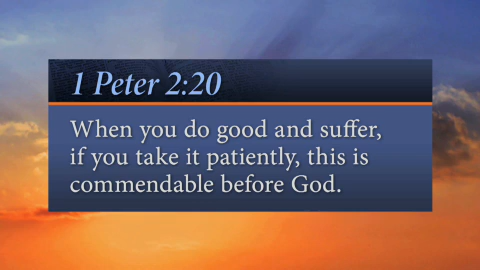 1 Peter 2:20
When you do good and suffer,
if you take it patiently, this is
commendable before God.